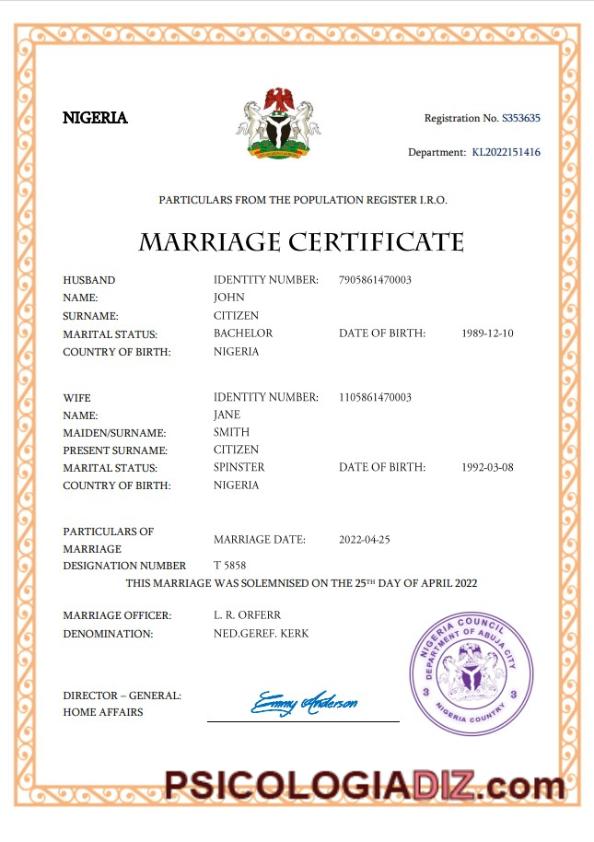 NIGERIA
Registration No. S353635
Department: KL2022151416
PARTICULARS FROM THE POPULATION REGISTER I.R.O.
MARRIAGE CERTIFICATE
HUSBAND IDENTITY NUMBER: 7905861470003
NAME: JOHN
SURNAME: CITIZEN
MARITAL STATUS: BACHELOR DATE OF BIRTH: 1989-12-10
COUNTRY OF BIRTH: NIGERIA
WIFE IDENTITY NUMBER: 1105861470003
NAME: JANE
MAIDEN/SURNAME: SMITH
PRESENT SURNAME: CITIZEN
MARITAL STATUS: SPINSTER DATE OF BIRTH: 1992-03-08
COUNTRY OF BIRTH: NIGERIA
PARTICULARS OF
MARRIAGE MARRIAGE DATE: 2022-04-25
DESIGNATION NUMBER T 5858
THIS MARRIAGE WAS SOLEMNISED ON THE 25TH DAY OF APRIL 2022
MARRIAGE OFFICER: L. R. ORFERR
DENOMINATION: NED.GEREF. KERK
NIGERIA COUNCIL
DEPARTMENT OF ABUJA CITY
3 3
NIGERIA COUNTRY
DIRECTOR – GENERAL:
HOME AFFAIRS
Emmy Anderson
PSICOLOGIADIZ.com